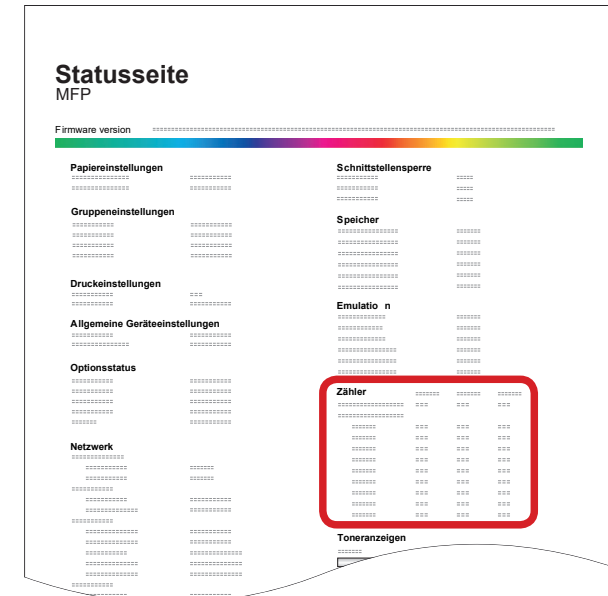 Statusseite
MFP
Firmware version
Papiereinstellungen
Gruppeneinstellungen
Druckeinstellungen
Allgemeine Geräteeinstellungen
Optionsstatus
Netzwerk
Schnittstellensperre
Speicher
Emulatio n
Zähler
Toneranzeigen